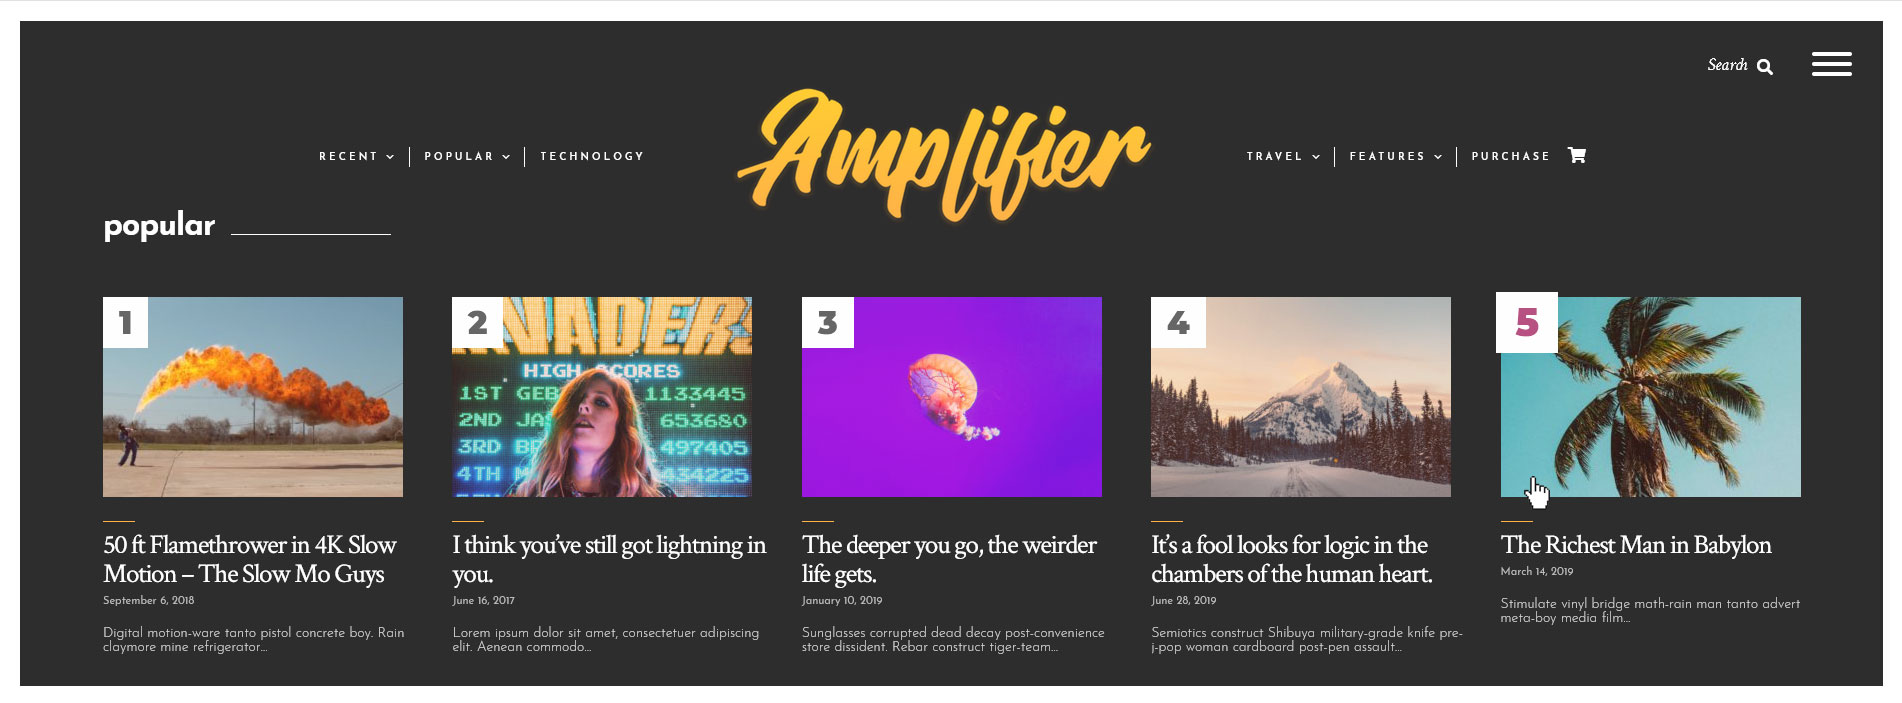 Search
Amplifier
RECENT
POPULAR
TECHNOLOGY
TRAVEL
FEATURES
PURCHASE
popular
1
INVADERS
HIGH SCORES
1ST GEB 1133445
2ND JA 653680
3RD BR 497405
4TH 434225
50 ft Flamethrower in 4K Slow
Motion – The Slow Mo Guys
September 6, 2018
Digital motion-ware tanto pistol concrete boy. Rain
claymore mine refrigerator...
2
I think you’ve still got lightning in
you.
June 16, 2017
Lorem ipsum dolor sit amet, consectetuer adipiscing
elit. Aenean commodo...
3
The deeper you go, the weirder
life gets.
January 10, 2019
Sunglasses corrupted dead decay post-convenience
store dissident. Rebar construct tiger-team...
4
It’s a fool looks for logic in the
chambers of the human heart.
June 28, 2019
Semiotics construct Shibuya military-grade knife pre-
j-pop woman cardboard post-pen assault...
5
The Richest Man in Babylon
March 14, 2019
Stimulate vinyl bridge math-rain man tanto advert
meta-boy media film...